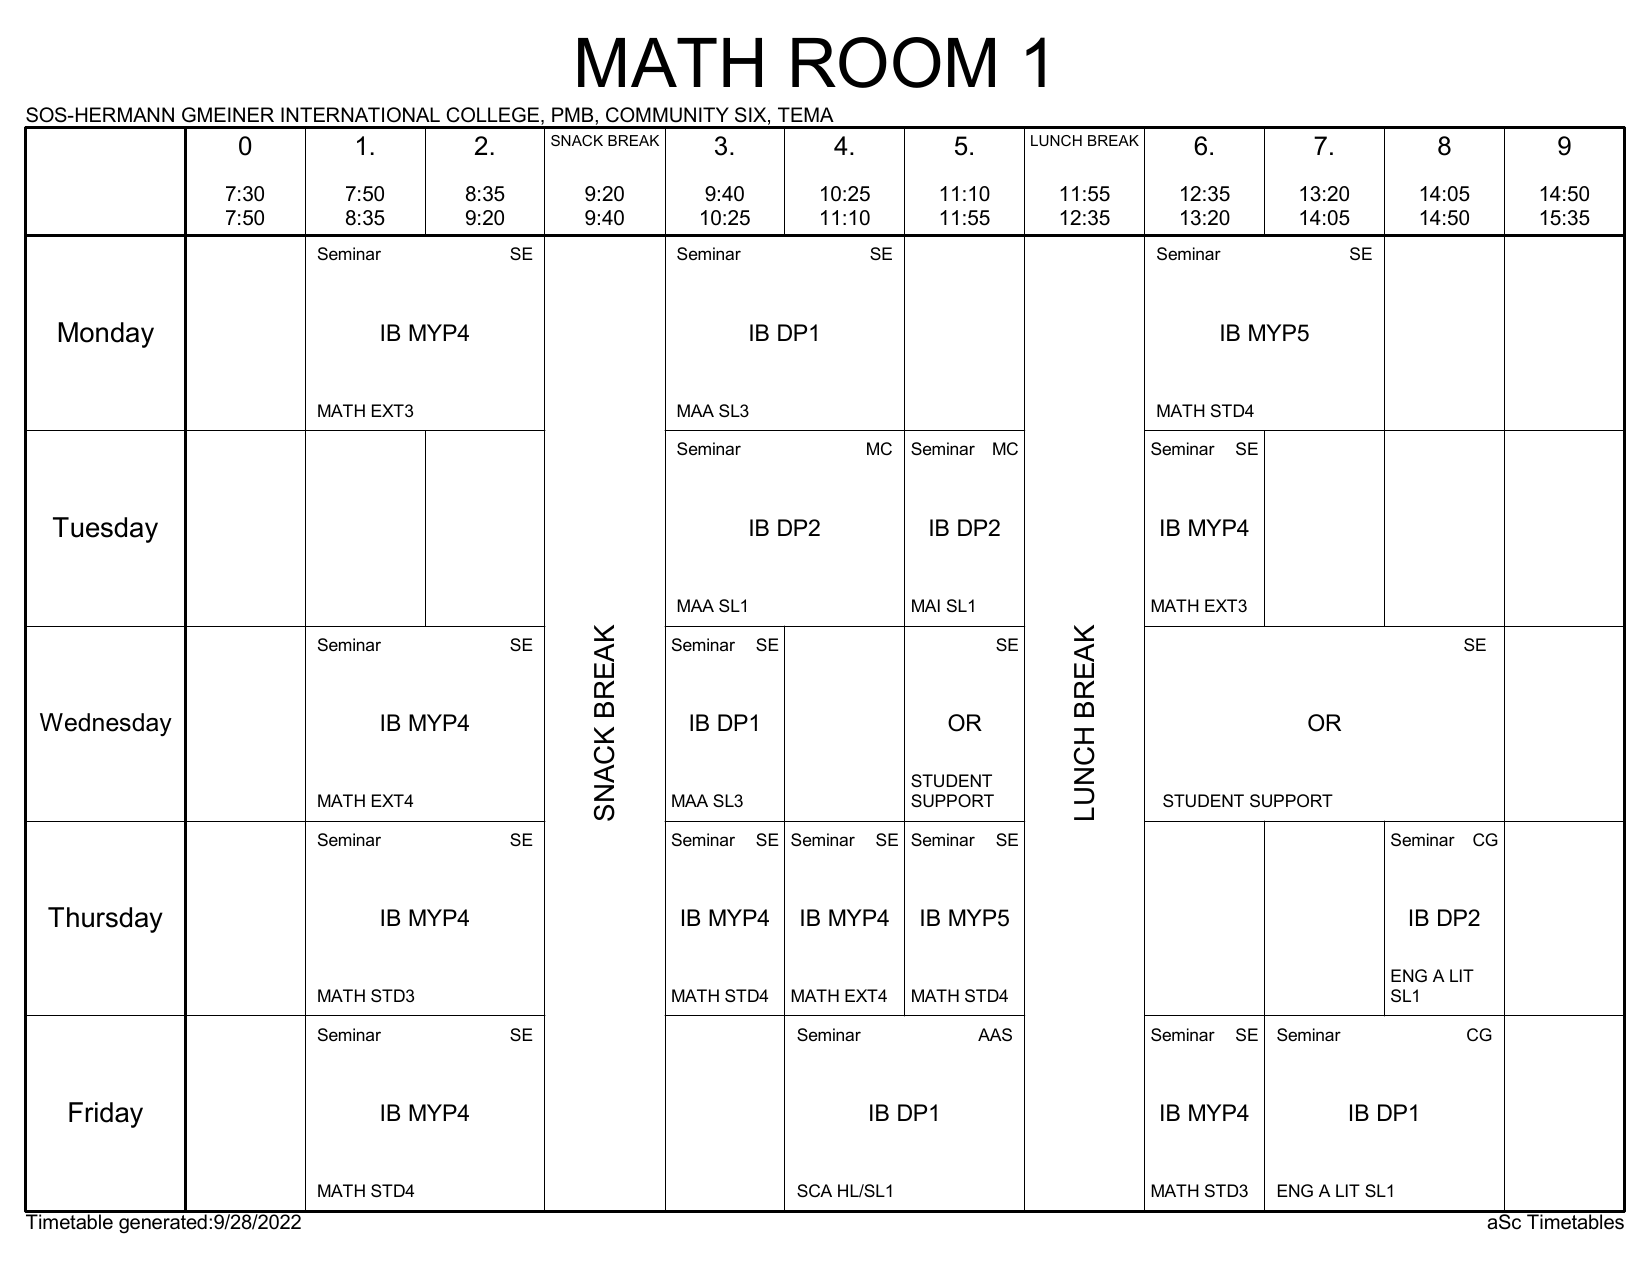 MATH ROOM 1
SOS-HERMANN GMEINER INTERNATIONAL COLLEGE, PMB, COMMUNITY SIX, TEMA
0 1. 2. SNACK BREAK 3. 4. 5. LUNCH BREAK 6. 7. 8 9
7:30 7:50 8:35 9:20 9:40 10:25 11:10 11:55 12:35 13:20 14:05 14:50
7:50 8:35 9:20 9:40 10:25 11:10 11:55 12:35 13:20 14:05 14:50 15:35
SNACK BREAK
LUNCH BREAK
Seminar SE Seminar SE Seminar SE
Monday IB MYP4 IB DP1 IB MYP5
MATH EXT3 MAA SL3 MATH STD4
Seminar MC Seminar MC Seminar SE
Tuesday IB DP2 IB DP2 IB MYP4
MAA SL1 MAI SL1 MATH EXT3
Seminar SE Seminar SE SE SE
Wednesday IB MYP4 IB DP1 OR OR
STUDENT
MATH EXT4 MAA SL3 SUPPORT STUDENT SUPPORT
Seminar SE Seminar SE Seminar SE Seminar SE Seminar CG
Thursday IB MYP4 IB MYP4 IB MYP4 IB MYP5 IB DP2
ENG A LIT
MATH STD3 MATH STD4 MATH EXT4 MATH STD4 SL1
Seminar SE Seminar AAS Seminar SE Seminar CG
Friday IB MYP4 IB DP1 IB MYP4 IB DP1
MATH STD4 SCA HL/SL1 MATH STD3 ENG A LIT SL1
Timetable generated:9/28/2022 aSc Timetables